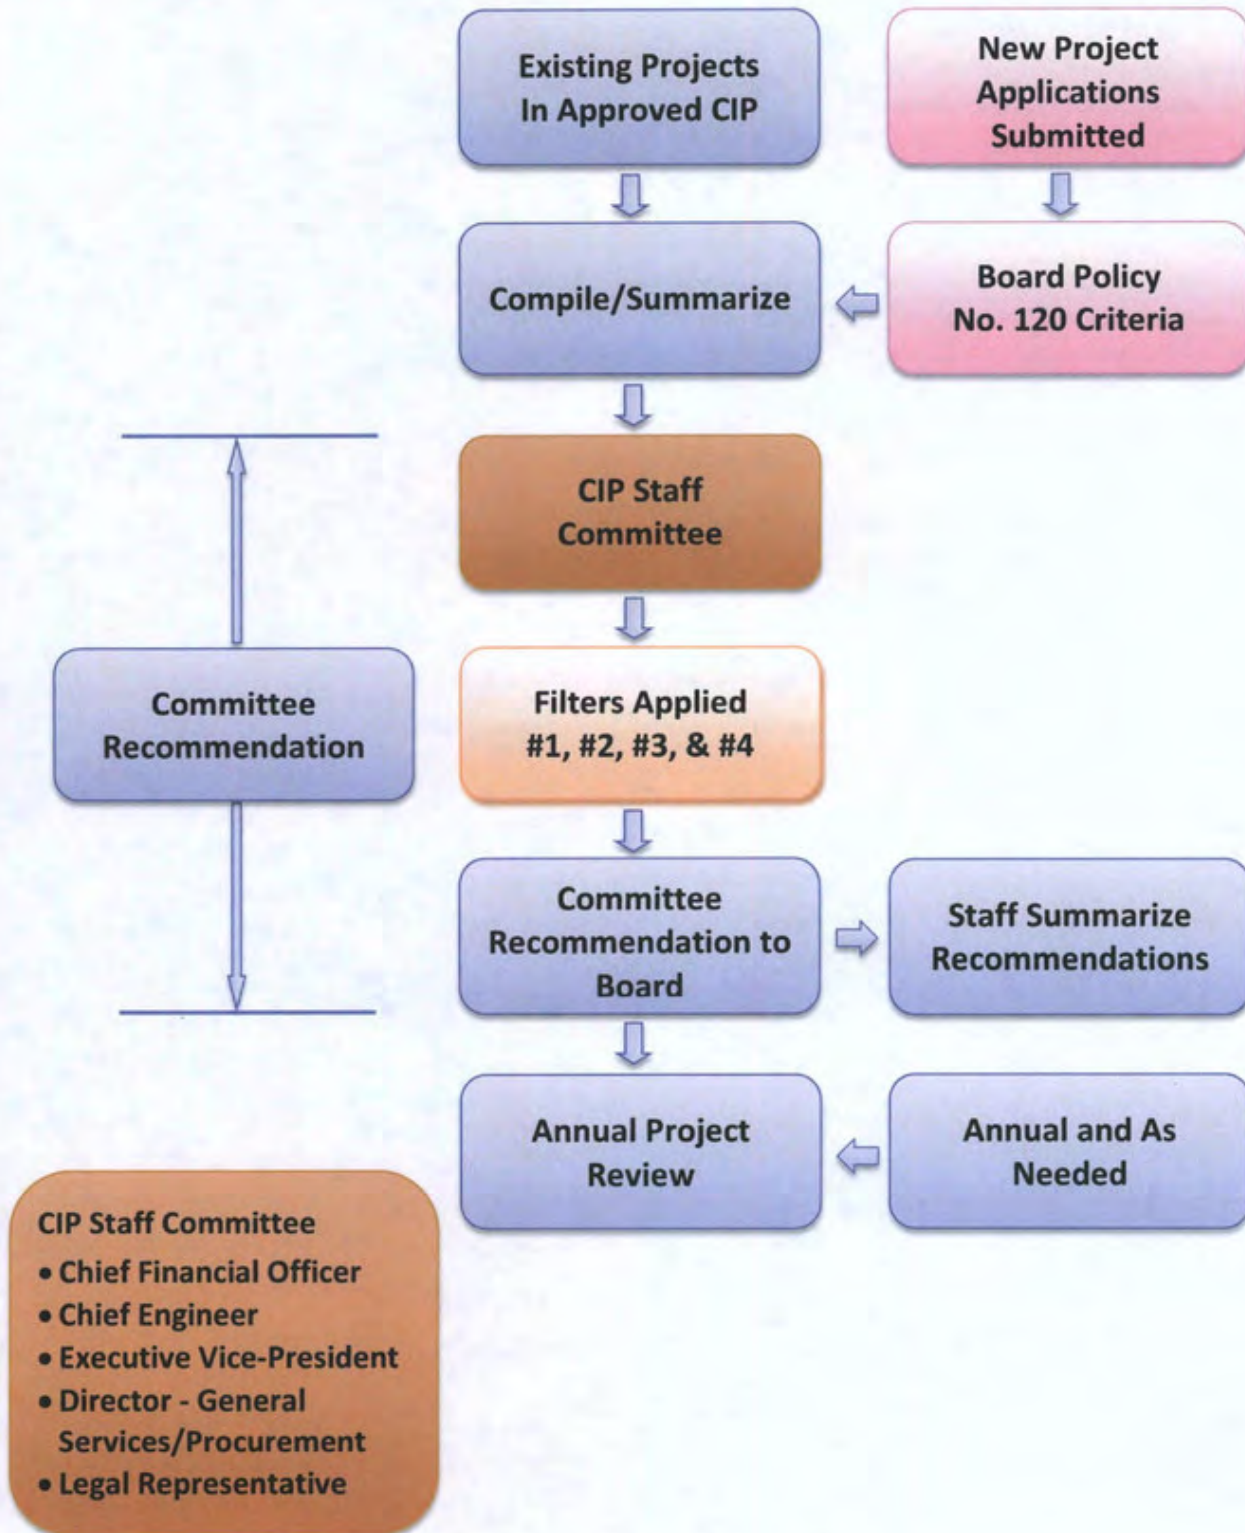 Existing Projects
In Approved CIP
New Project
Applications
Submitted
Compile/Summarize
Board Policy
No. 120 Criteria
CIP Staff
Committee
Committee
Recommendation
Filters Applied
#1, #2, #3, & #4
Committee
Recommendation to
Board
Staff Summarize
Recommendations
Annual Project
Review
Annual and As
Needed
CIP Staff Committee
• Chief Financial Officer
• Chief Engineer
• Executive Vice-President
• Director - General
Services/Procurement
• Legal Representative